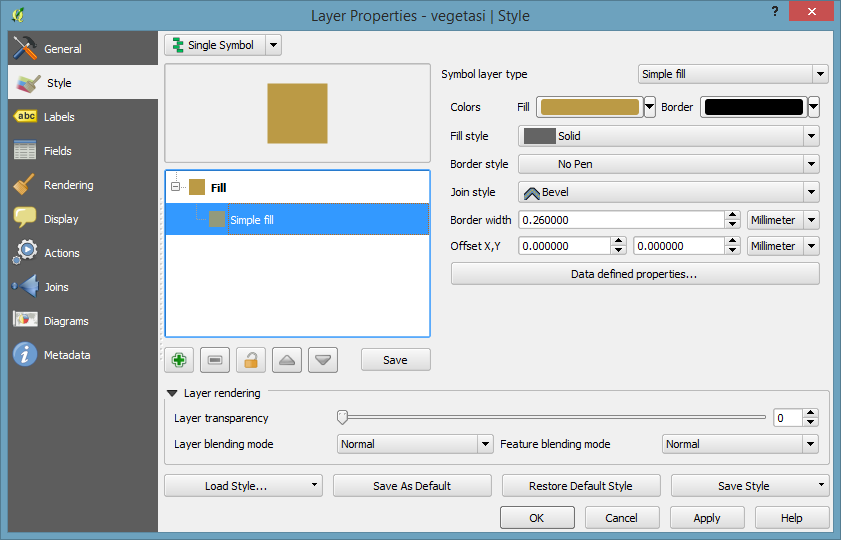 Layer Properties - vegetasi | Style
?
General
Style
abc Labels
Fields
Rendering
Display
Actions
Joins
Diagrams
Metadata
Single Symbol
Fill
Simple fill
Save
Symbol layer type Simple fill
Colors Fill Border
Fill style Solid
Border style No Pen
Join style Bevel
Border width 0.260000 Millimeter
Offset X,Y 0.000000 0.000000 Millimeter
Data defined properties...
Layer rendering
Layer transparency 0
Layer blending mode Normal Feature blending mode Normal
Load Style... Save As Default Restore Default Style Save Style
OK Cancel Apply Help